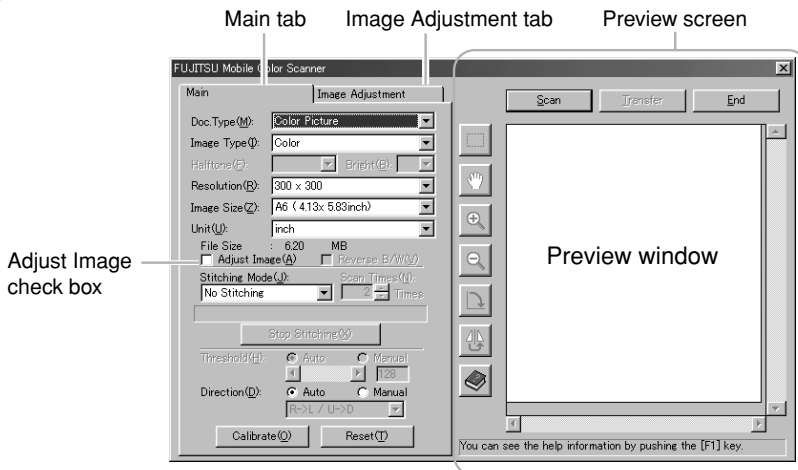 Main tab Image Adjustment tab Preview screen
FUJITSU Mobile Color Scanner
Main Image Adjustment
Scan Transfer End
Doc.Type(M): Color Picture
Image Type(I): Color
Halftone(F): Bright(B):
Resolution(R): 300 x 300
Image Size(Z): A6 ( 4.13x 5.83inch)
Unit(U): inch
File Size : 6.20 MB
Adjust Image(A) Reverse B/W(V)
Adjust Image
check box
Stitching Mode(J): Scan Times(N):
No Stitching 2 Times
Stop Stitching(X)
Threshold(H): Auto Manual
128
Direction(D): Auto Manual
R->L / U->D
Calibrate(O) Reset(T)
Preview window
You can see the help information by pushing the [F1] key.